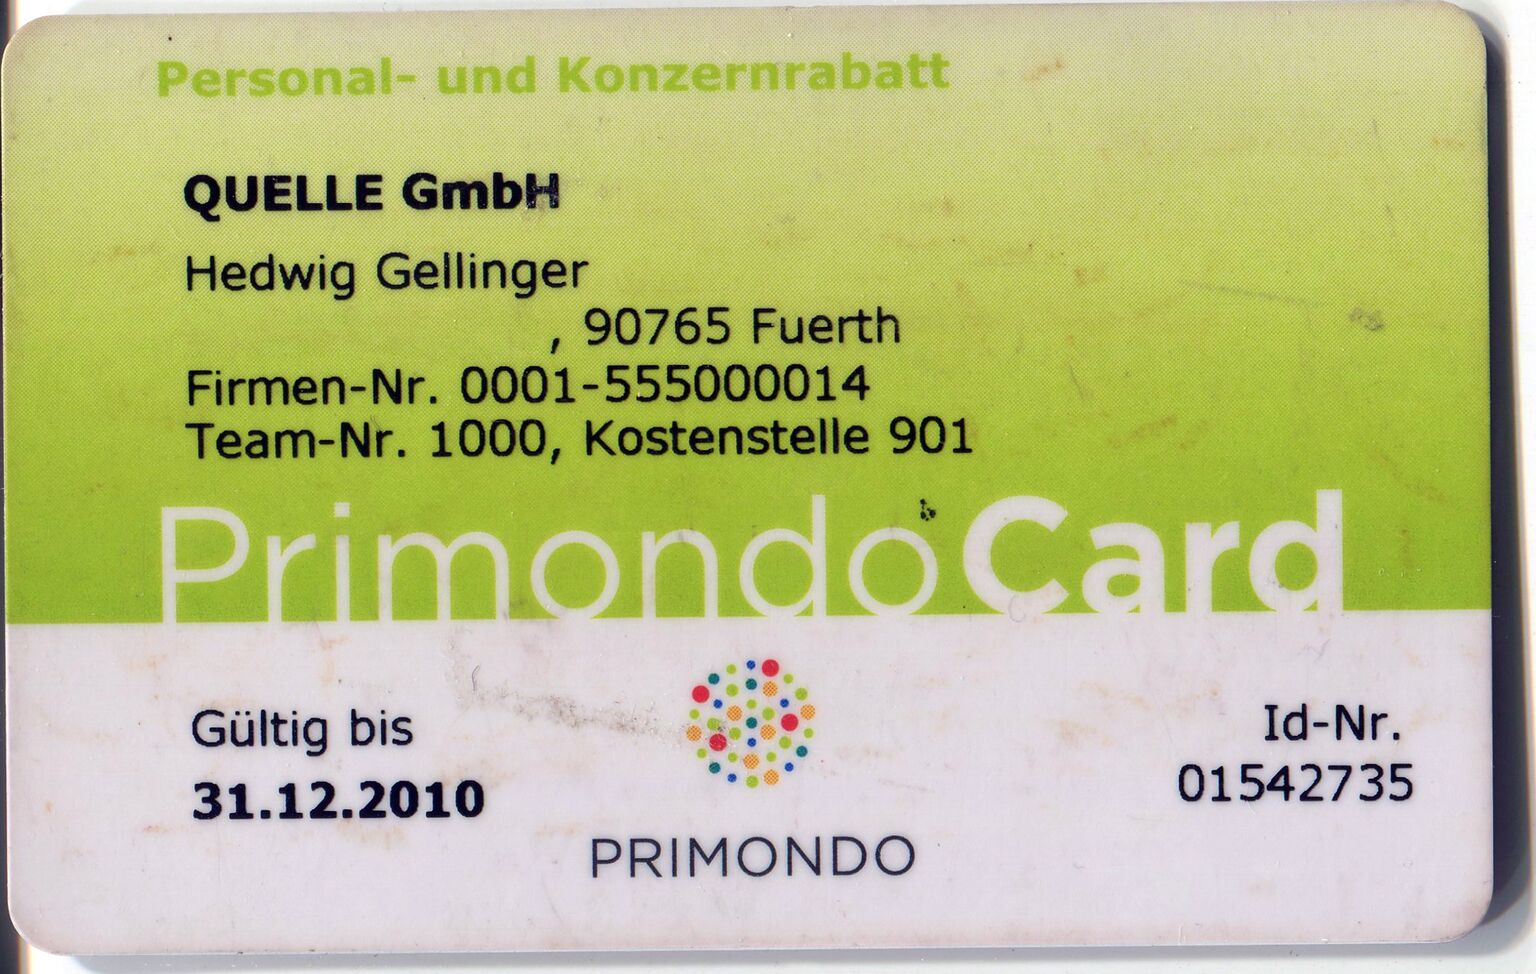 Personal- und Konzernrabatt
QUELLE GmbH
Hedwig Gellinger
, 90765 Fuerth
Firmen-Nr. 0001-555000014
Team-Nr. 1000, Kostenstelle 901
PrimondoCard
Gültig bis
31.12.2010
PRIMONDO
Id-Nr.
01542735